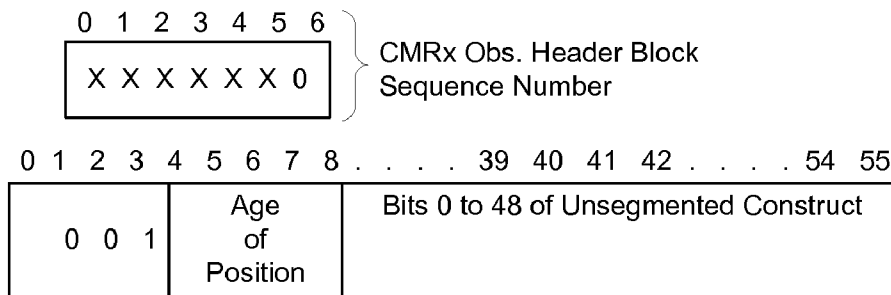 0 1 2 3 4 5 6
X X X X X X 0
CMRx Obs. Header Block
Sequence Number
0 1 2 3 4 5 6 7 8 . . . . 39 40 41 42 . . . . 54 55
0 0 1
Age
of
Position
Bits 0 to 48 of Unsegmented Construct